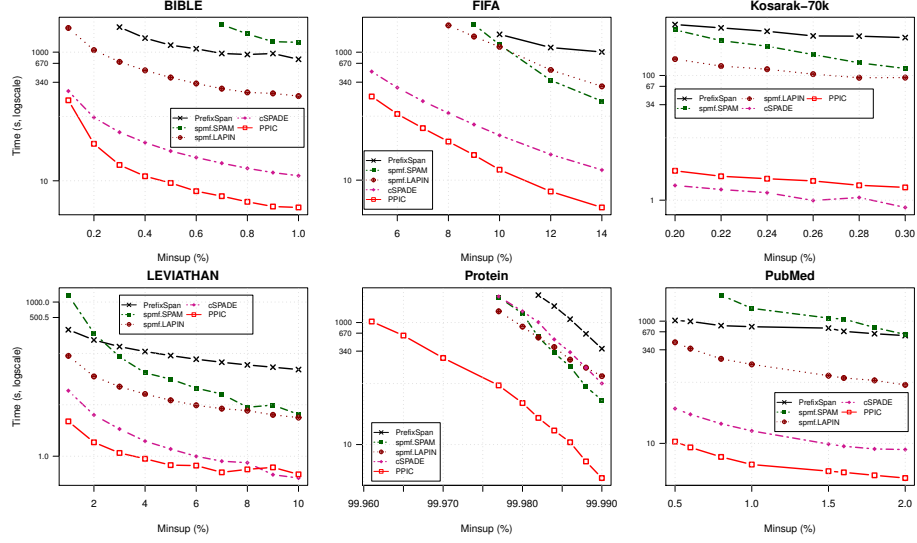 BIBLE
FIFA
Kosarak−70k
Time (s, logscale)
1000
670
340
10
PrefixSpan
spmf.SPAM
spmf.LAPIN
cSPADE
PPIC
0.2
0.4
0.6
0.8
1.0
Minsup (%)
1000
670
340
10
PrefixSpan
spmf.SPAM
spmf.LAPIN
cSPADE
PPIC
6
8
10
12
14
Minsup (%)
100
67
34
1
PrefixSpan
spmf.SPAM
spmf.LAPIN
cSPADE
PPIC
0.20
0.22
0.24
0.26
0.28
0.30
Minsup (%)
LEVIATHAN
Protein
PubMed
Time (s, logscale)
1000.0
500.5
1.0
PrefixSpan
spmf.SPAM
spmf.LAPIN
cSPADE
PPIC
2
4
6
8
10
Minsup (%)
1000
670
340
10
PrefixSpan
spmf.SPAM
spmf.LAPIN
cSPADE
PPIC
99.960
99.970
99.980
99.990
Minsup (%)
1000
670
340
10
PrefixSpan
spmf.SPAM
spmf.LAPIN
cSPADE
PPIC
0.5
1.0
1.5
2.0
Minsup (%)